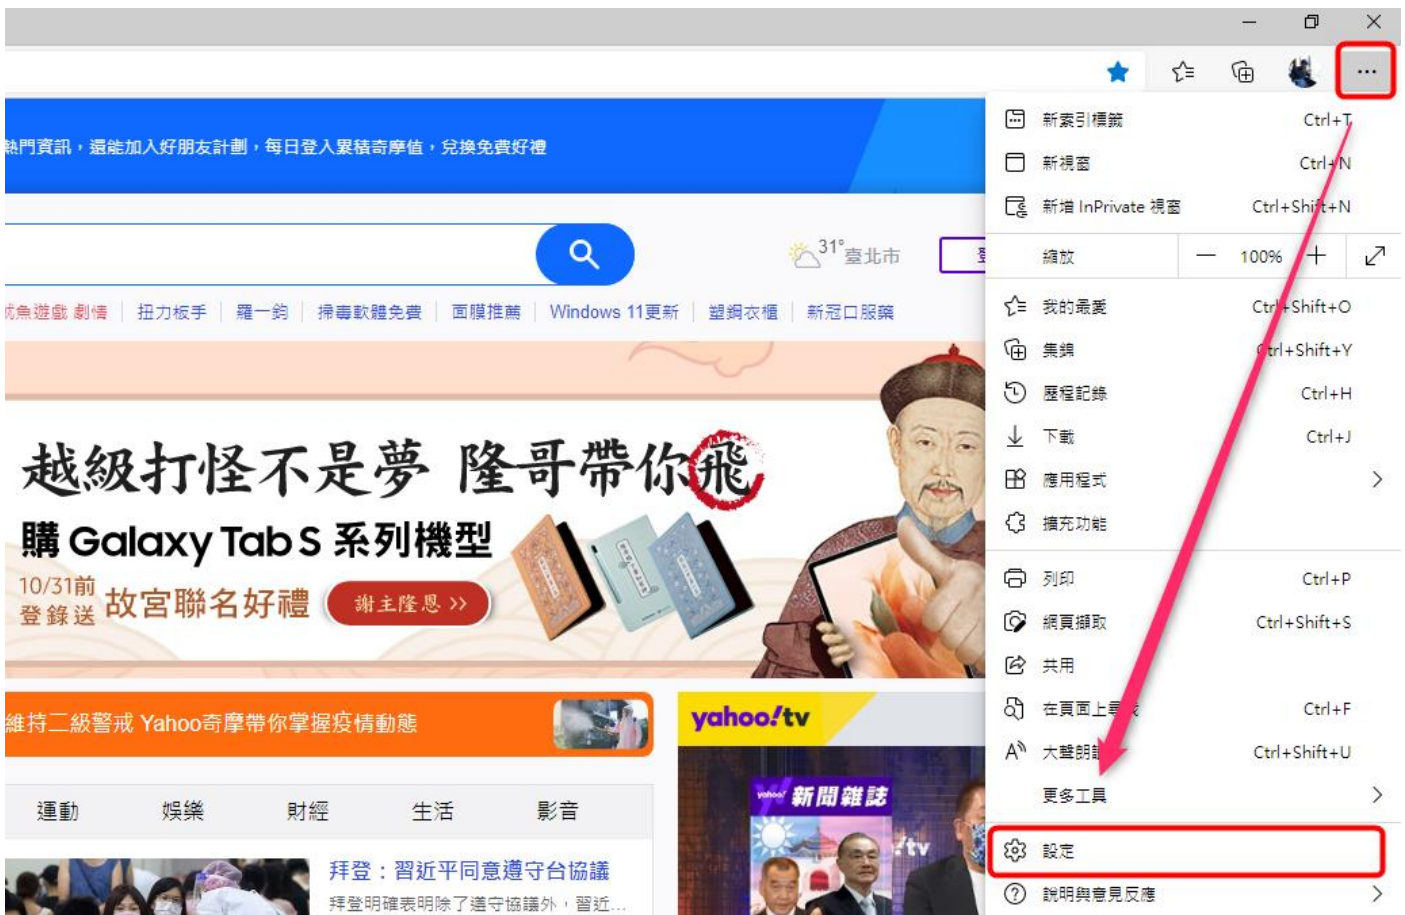 熱門資訊，還能加入好朋友計劃，每日登入累積奇摩值，兌換免費好禮
31°臺北市
魚遊戲 劇情
扭力板手
羅一鈞
掃毒軟體免費
面膜推薦
Windows 11更新
塑鋼衣櫃
新冠口服藥
越級打怪不是夢 隆哥帶你飛
購 Galaxy Tab S 系列機型
10/31前
登錄送
故宮聯名好禮
謝主隆恩 >>
維持二級警戒 Yahoo奇摩帶你掌握疫情動態
yahoo!tv
運動 娛樂 財經 生活 影音
yahoo! 新聞雜誌
!tv
拜登：習近平同意遵守台協議
拜登明確表明除了遵守協議外，習近...
新索引標籤 Ctrl+T
新視窗 Ctrl+N
新增 InPrivate 視窗 Ctrl+Shift+N
縮放 — 100% +
我的最愛 Ctrl+Shift+O
集錦 Ctrl+Shift+Y
歷程記錄 Ctrl+H
下載 Ctrl+J
應用程式
擴充功能
列印 Ctrl+P
網頁擷取 Ctrl+Shift+S
共用
在頁面上尋找 Ctrl+F
大聲朗讀 Ctrl+Shift+U
更多工具
設定
說明與意見反應